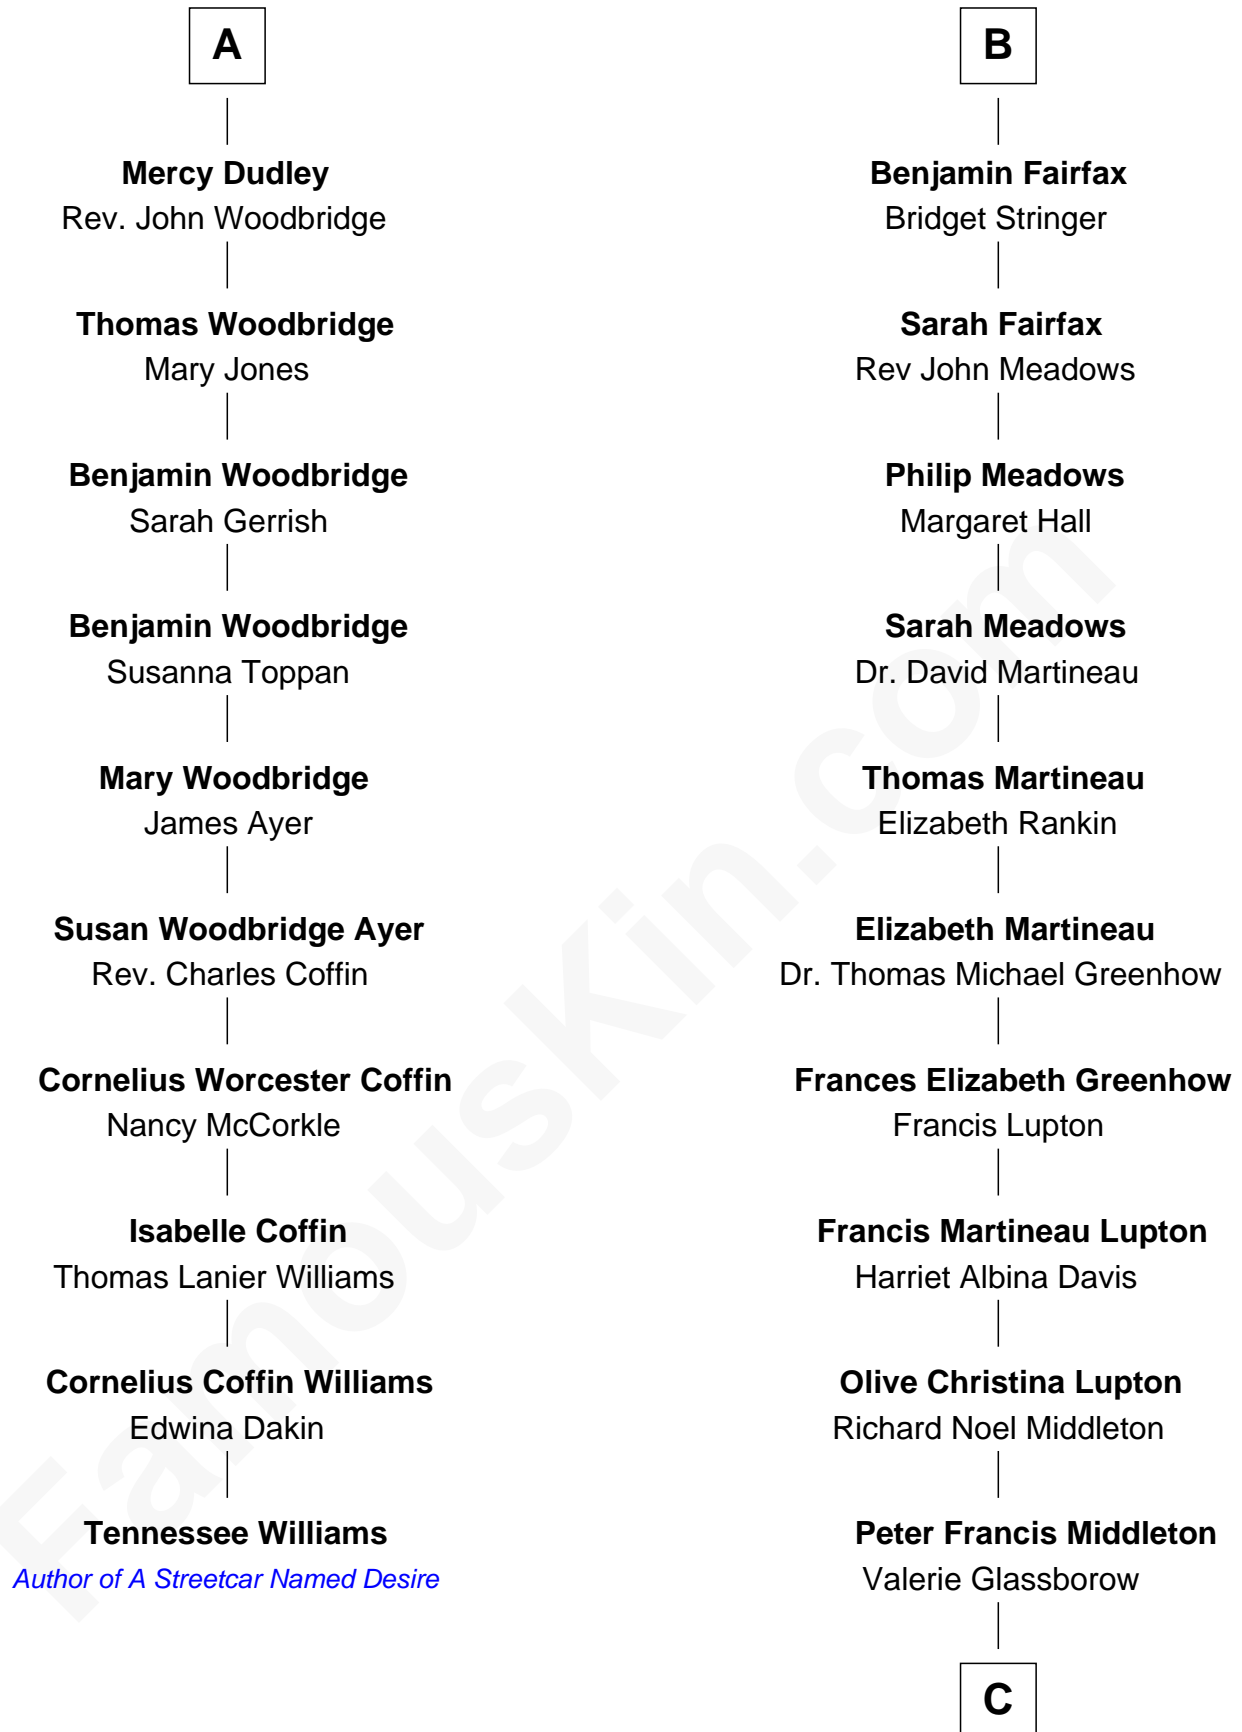 A
Mercy Dudley
Rev. John Woodbridge
Thomas Woodbridge
Mary Jones
Benjamin Woodbridge
Sarah Gerrish
Benjamin Woodbridge
Susanna Toppan
Mary Woodbridge
James Ayer
Susan Woodbridge Ayer
Rev. Charles Coffin
Cornelius Worcester Coffin
Nancy McCorkle
Isabelle Coffin
Thomas Lanier Williams
Cornelius Coffin Williams
Edwina Dakin
Tennessee Williams
Author of A Streetcar Named Desire
B
Benjamin Fairfax
Bridget Stringer
Sarah Fairfax
Rev John Meadows
Philip Meadows
Margaret Hall
Sarah Meadows
Dr. David Martineau
Thomas Martineau
Elizabeth Rankin
Elizabeth Martineau
Dr. Thomas Michael Greenhow
Frances Elizabeth Greenhow
Francis Lupton
Francis Martineau Lupton
Harriet Albina Davis
Olive Christina Lupton
Richard Noel Middleton
Peter Francis Middleton
Valerie Glassborow
C
FamousKin.com